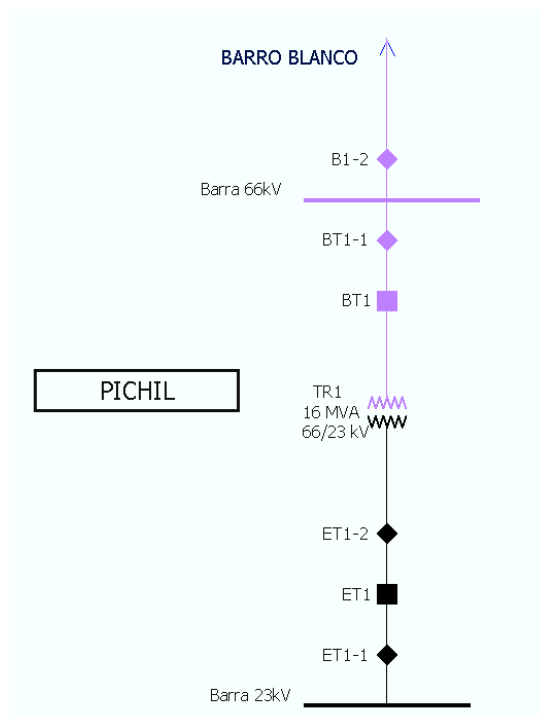 BARRO BLANCO
B1-2
Barra 66kV
BT1-1
BT1
PICHIL
TR1
16 MVA
66/23 kV
ET1-2
ET1
ET1-1
Barra 23kV